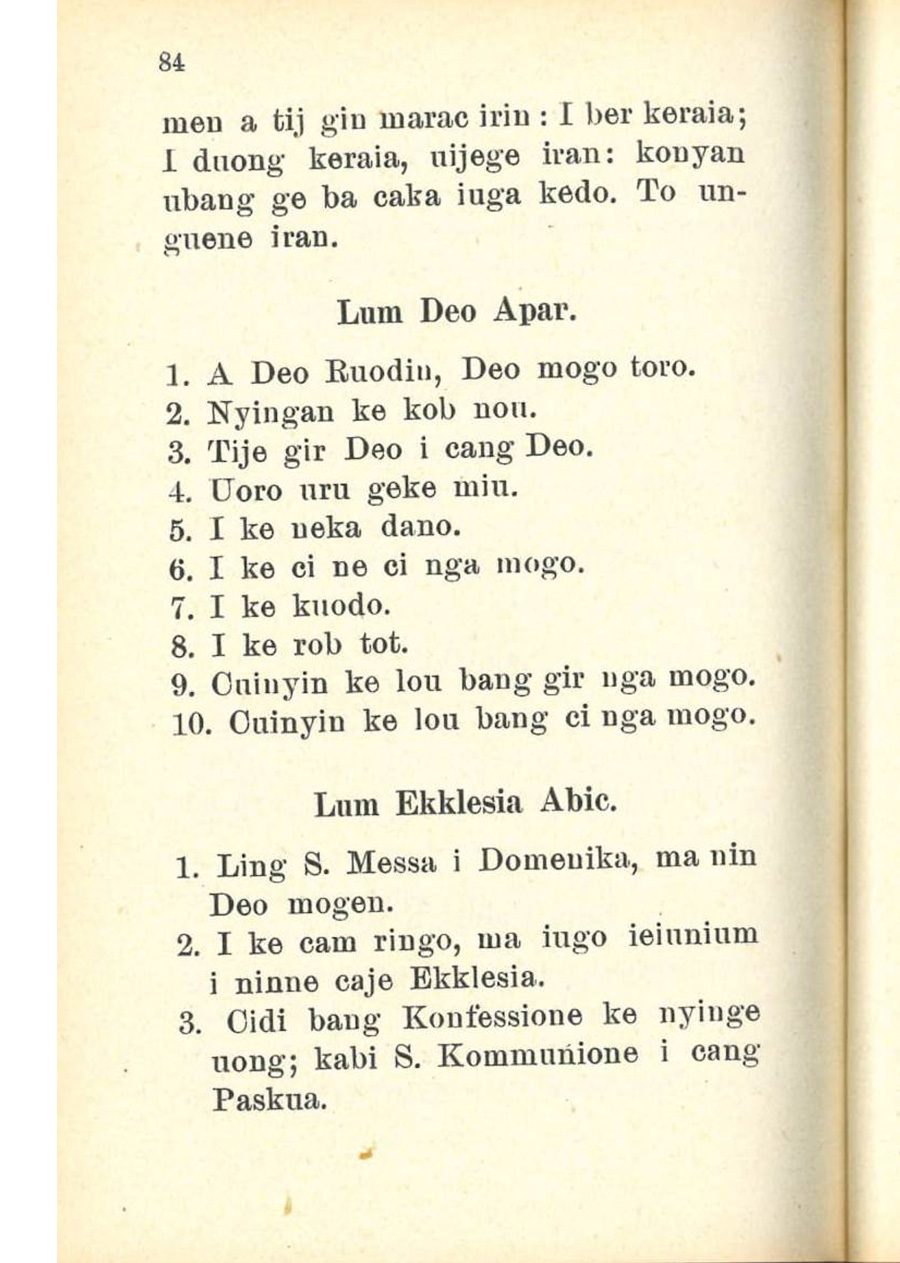 84
men a tij gin marac irin : I ber keraia;
I duong keraia, uijege iran: konyan
ubang ge ba caka iuga kedo. To un-
guene iran.
Lum Deo Apar.
1. A Deo Ruodin, Deo mogo toro.
2. Nyingan ke kob nou.
3. Tije gir Deo i cang Deo.
4. Uoro uru geke miu.
5. I ke neka dano.
6. I ke ci ne ci nga mogo.
7. I ke kuodo.
8. I ke rob tot.
9. Cuinyin ke lou bang gir nga mogo.
10. Cuinyin ke lou bang ci nga mogo.
Lum Ekklesia Abic.
1. Ling S. Messa i Domenika, ma nin
Deo mogen.
2. I ke cam ringo, ma iugo ieiunium
i ninne caje Ekklesia.
3. Cidi bang Konfessione ke nyinge
uong; kabi S. Kommunione i cang
Paskua.